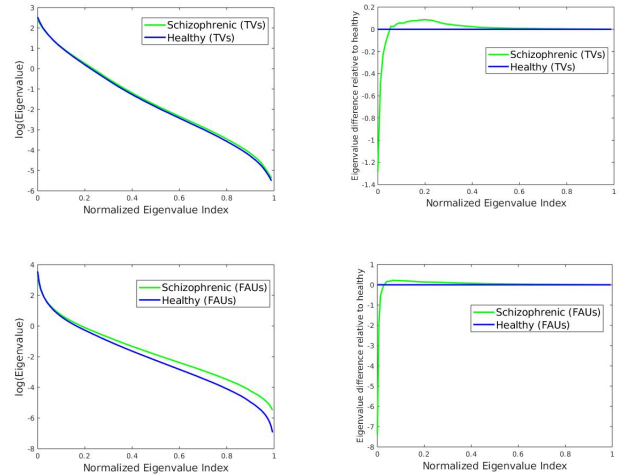 3
2
1
0
-1
-2
-3
-4
-5
-6
log(Eigenvalue)
Schizophrenic (TVs)
Healthy (TVs)
0 0.2 0.4 0.6 0.8 1
Normalized Eigenvalue Index
0.2
0
-0.2
-0.4
-0.6
-0.8
-1
-1.2
-1.4
Eigenvalue difference relative to healthy
Schizophrenic (TVs)
Healthy (TVs)
0 0.2 0.4 0.6 0.8 1
Normalized Eigenvalue Index
4
2
0
-2
-4
-6
-8
log(Eigenvalue)
Schizophrenic (FAUs)
Healthy (FAUs)
0 0.2 0.4 0.6 0.8 1
Normalized Eigenvalue Index
1
0
-1
-2
-3
-4
-5
-6
-7
-8
Eigenvalue difference relative to healthy
Schizophrenic (FAUs)
Healthy (FAUs)
0 0.2 0.4 0.6 0.8 1
Normalized Eigenvalue Index